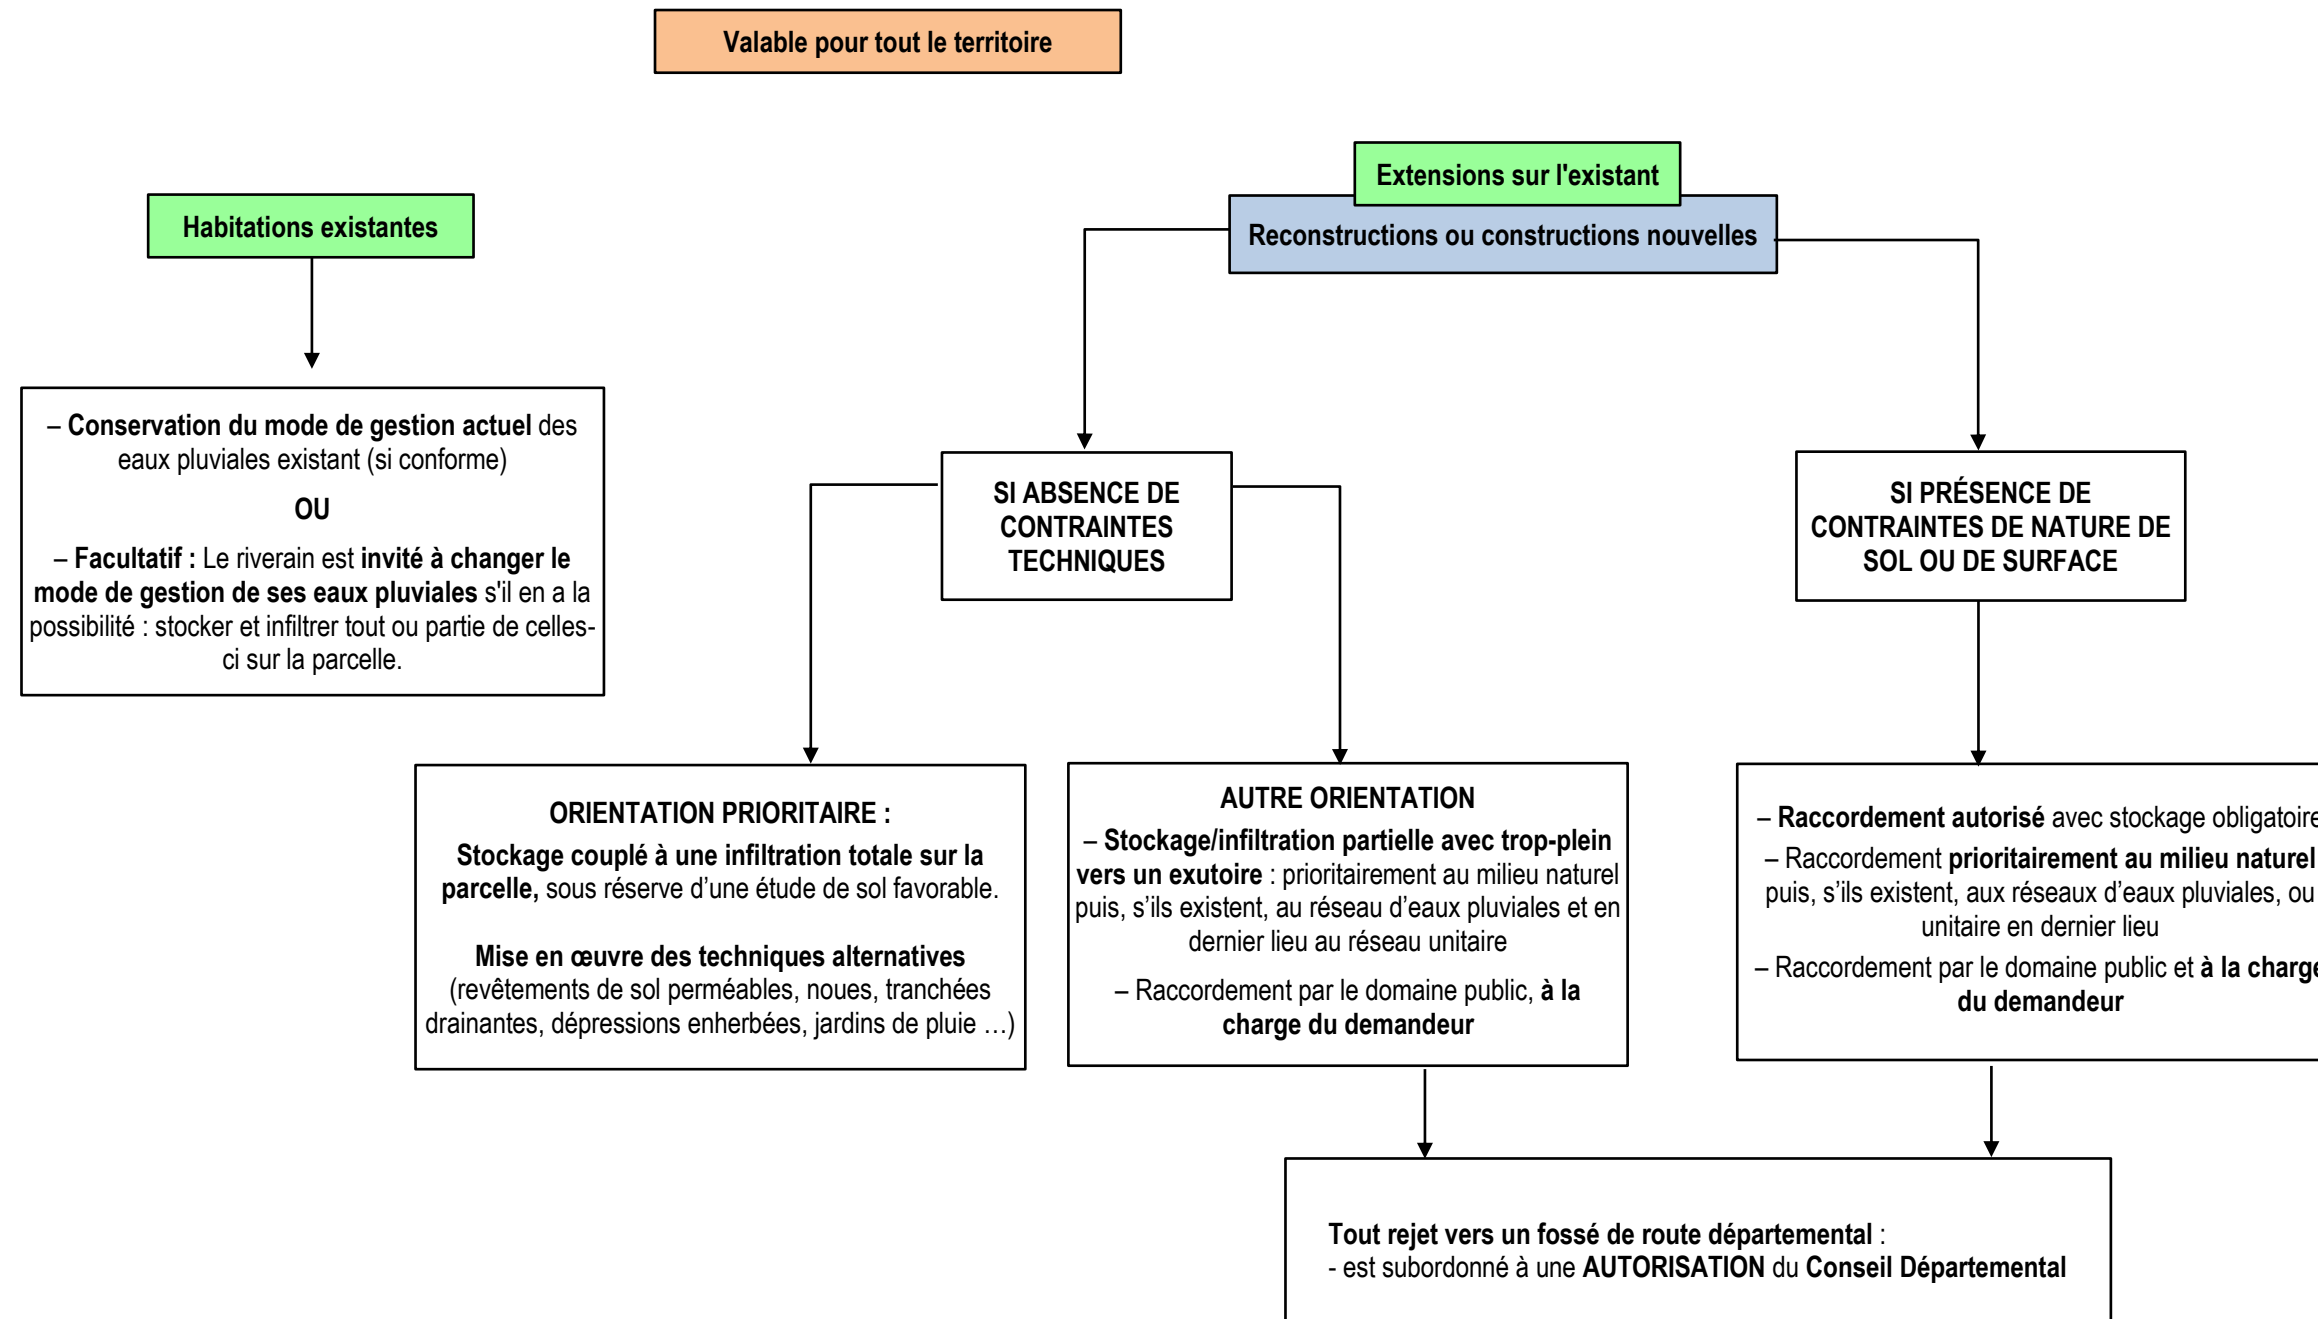 Valable pour tout le territoire
Extensions sur l'existant
Habitations existantes
Reconstructions ou constructions nouvelles
– Conservation du mode de gestion actuel des
eaux pluviales existant (si conforme)
OU
– Facultatif : Le riverain est invité à changer le
mode de gestion de ses eaux pluviales s'il en a la
possibilité : stocker et infiltrer tout ou partie de celles-
ci sur la parcelle.
SI ABSENCE DE
CONTRAINTES
TECHNIQUES
SI PRÉSENCE DE
CONTRAINTES DE NATURE DE
SOL OU DE SURFACE
ORIENTATION PRIORITAIRE :
Stockage couplé à une infiltration totale sur la
parcelle, sous réserve d’une étude de sol favorable.
Mise en œuvre des techniques alternatives
(revêtements de sol perméables, noues, tranchées
drainantes, dépressions enherbées, jardins de pluie …)
AUTRE ORIENTATION
– Stockage/infiltration partielle avec trop-plein
vers un exutoire : prioritairement au milieu naturel
puis, s’ils existent, au réseau d’eaux pluviales et en
dernier lieu au réseau unitaire
– Raccordement par le domaine public, à la
charge du demandeur
– Raccordement autorisé avec stockage obligatoire
– Raccordement prioritairement au milieu naturel
puis, s’ils existent, aux réseaux d’eaux pluviales, ou
unitaire en dernier lieu
– Raccordement par le domaine public et à la charge
du demandeur
Tout rejet vers un fossé de route départemental :
- est subordonné à une AUTORISATION du Conseil Départemental